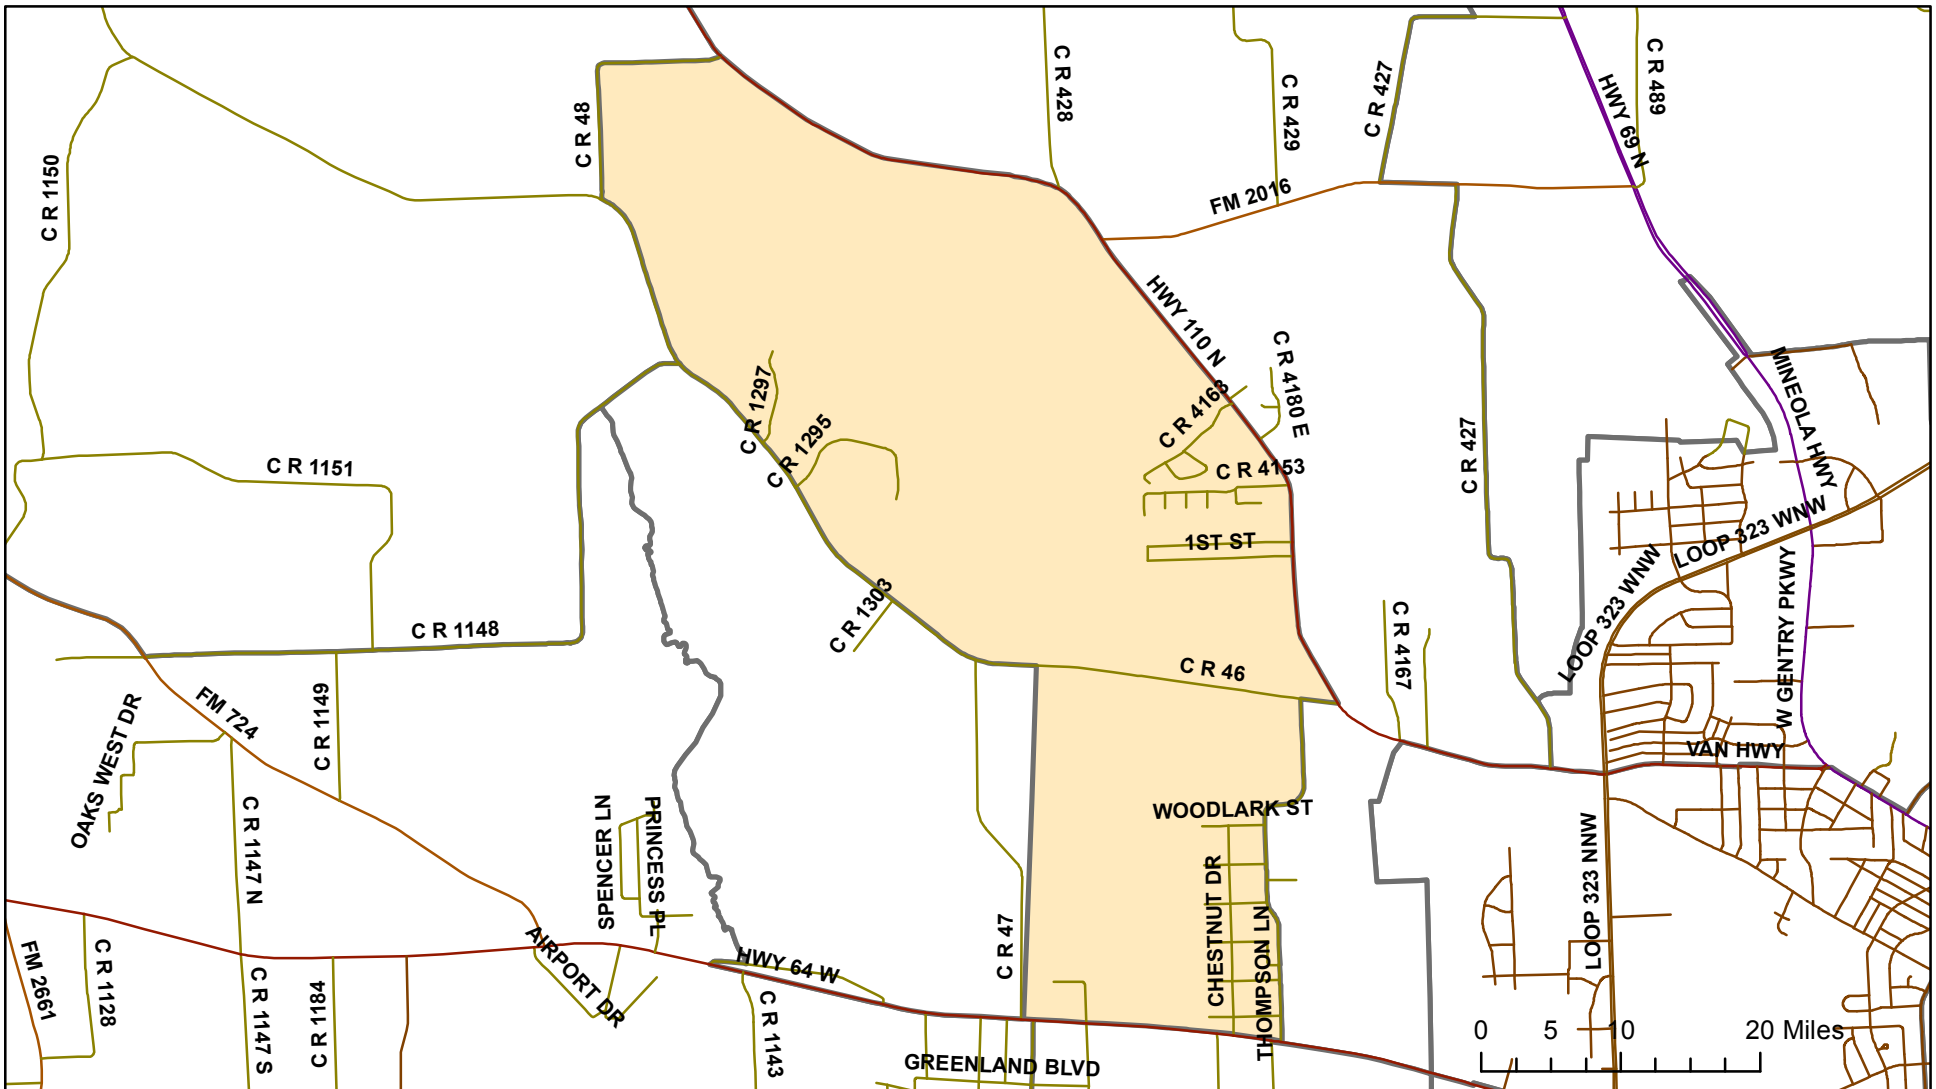 C R 48
C R 428
C R 429
C R 427
HWY 69 N
C R 489
C R 1150
FM 2016
HWY 110 N
C R 4180 E
C R 4163
C R 1297
C R 1295
C R 4153
C R 427
MINEOLA HWY
C R 1151
1ST ST
LOOP 323 WNW
LOOP 323 WNW
C R 1148
C R 1303
C R 46
C R 4167
W GENTRY PKWY
OAKS WEST DR
FM 724
C R 1149
VAN HWY
C R 1147 N
SPENCER LN
PRINCESS PL
WOODLARK ST
CHESTNUT DR
THOMPSON LN
LOOP 323 NNW
C R 47
AIRPORT DR
HWY 64 W
FM 2661
C R 1128
C R 1147 S
C R 1184
C R 1143
GREENLAND BLVD
0 5 10 20 Miles